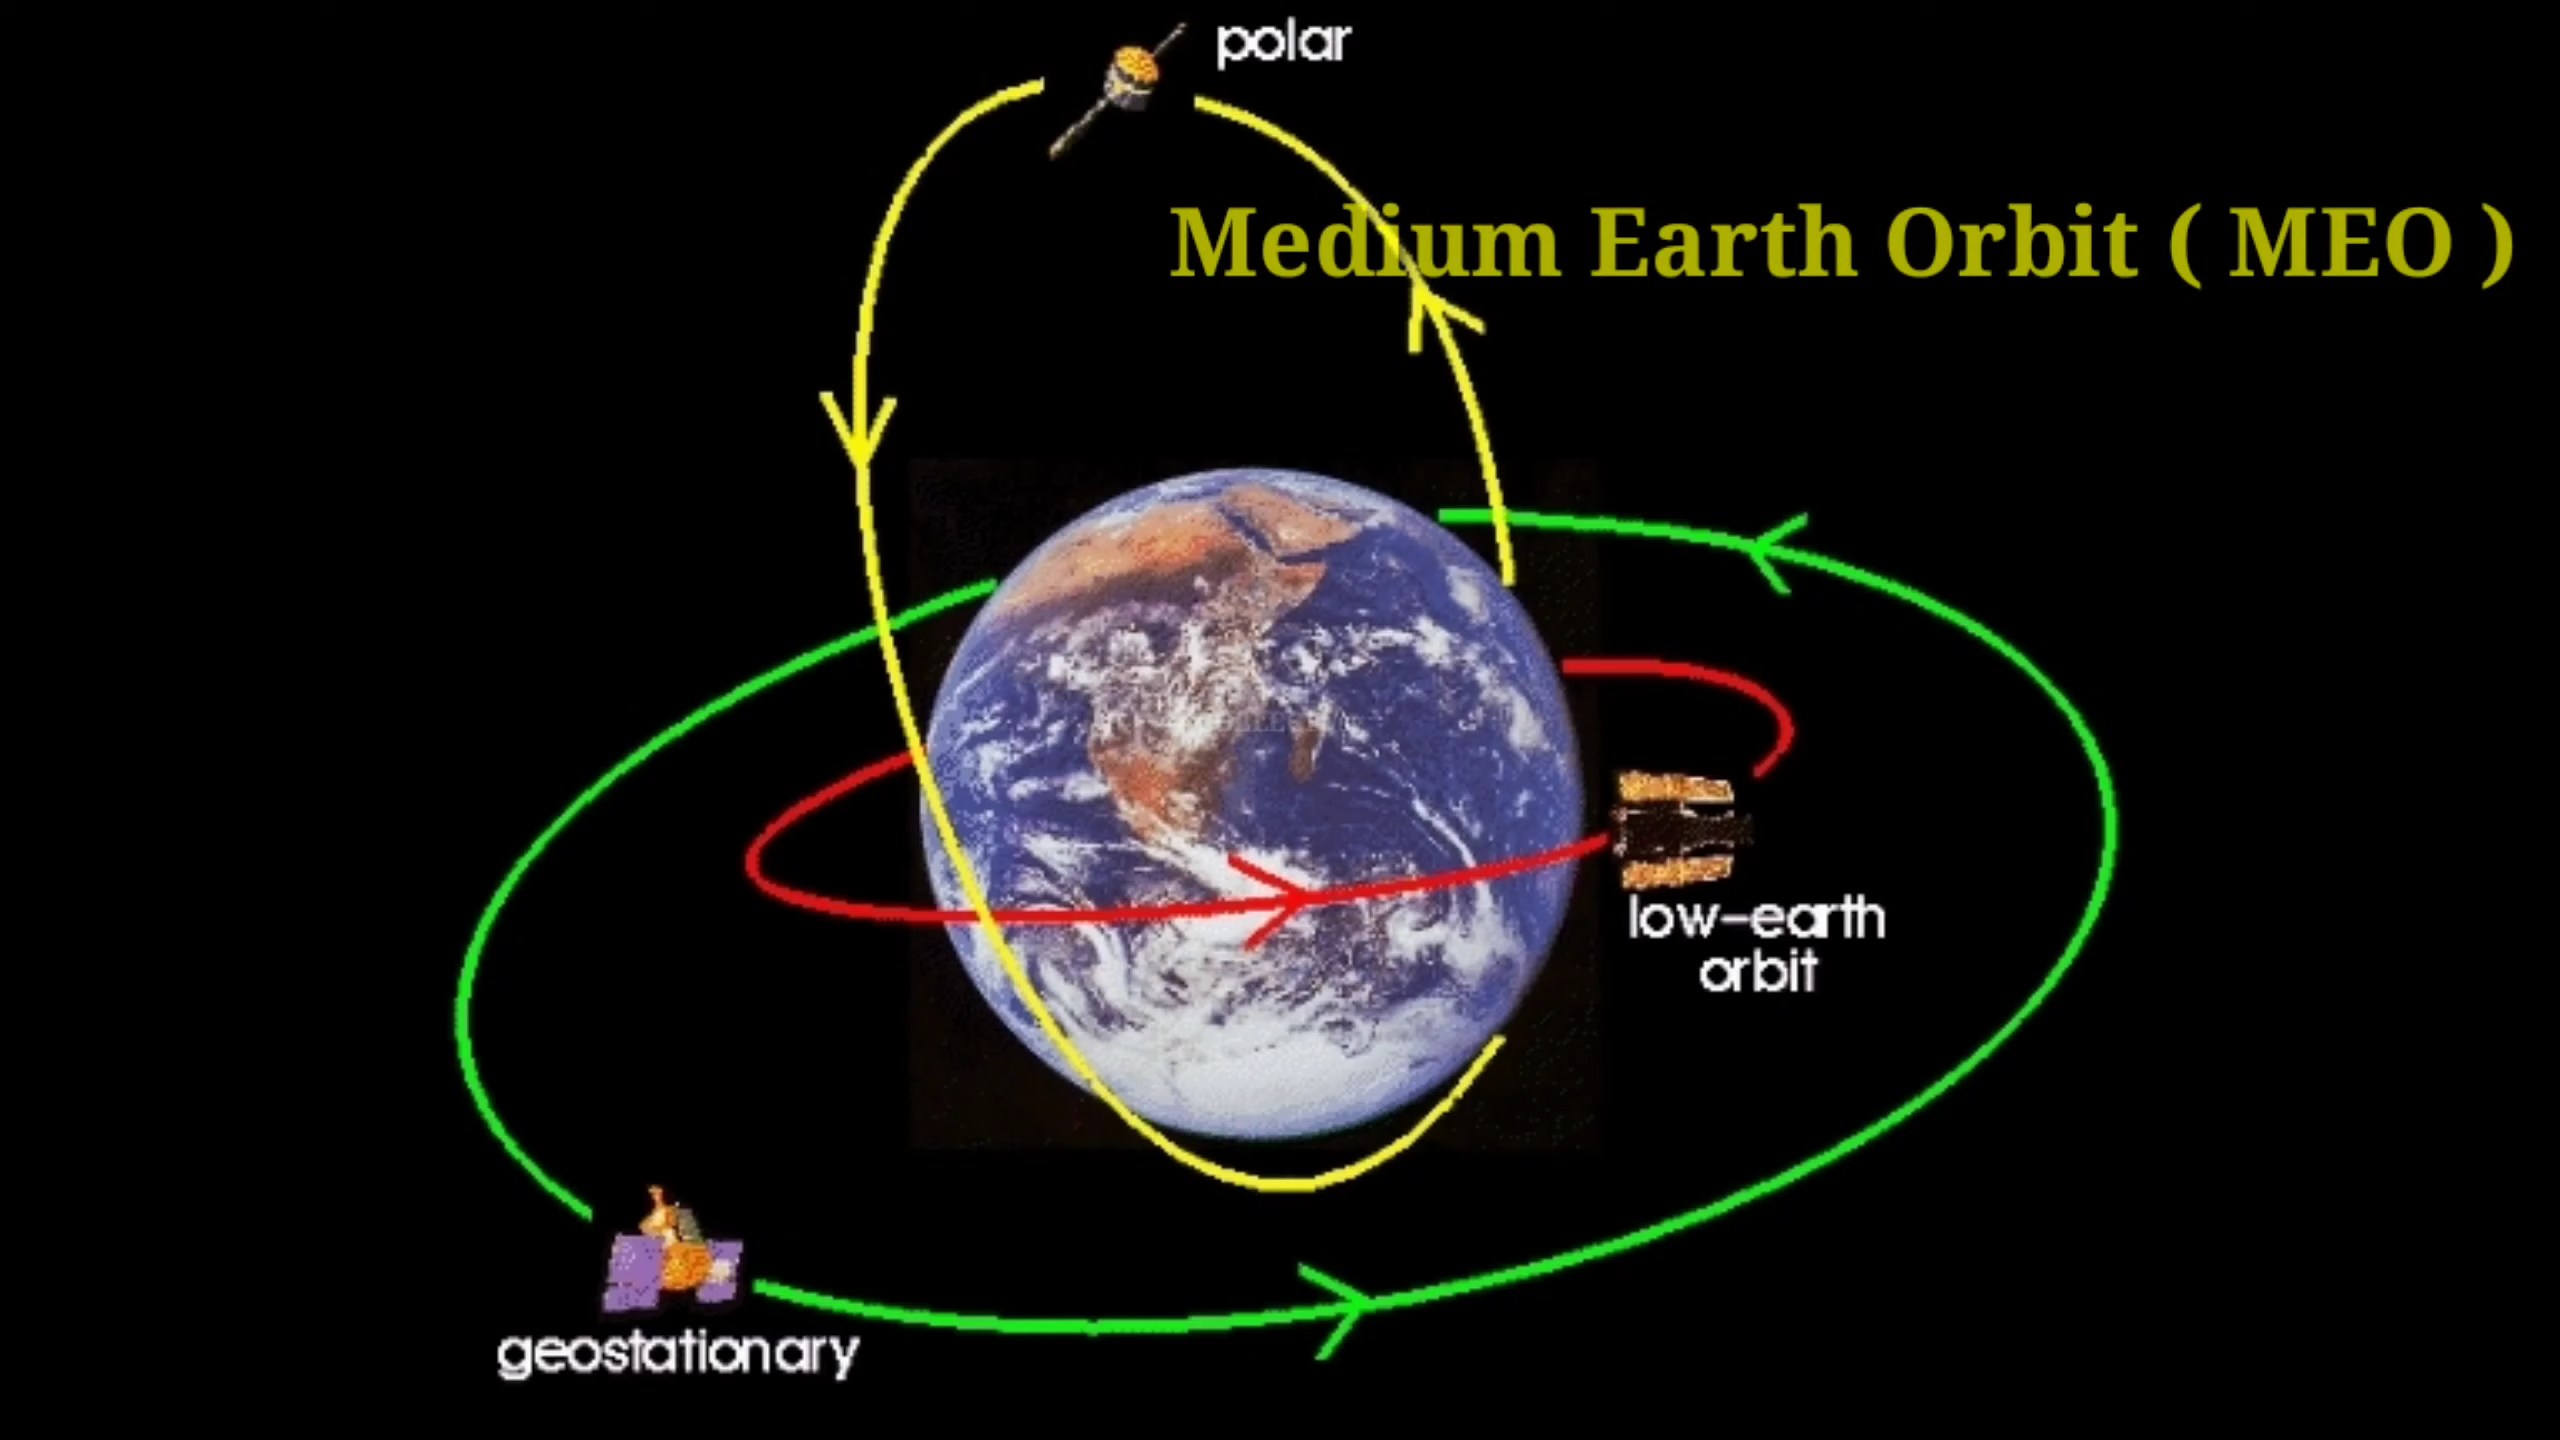 polar
Medium Earth Orbit ( MEO )
low-earth
orbit
geostationary